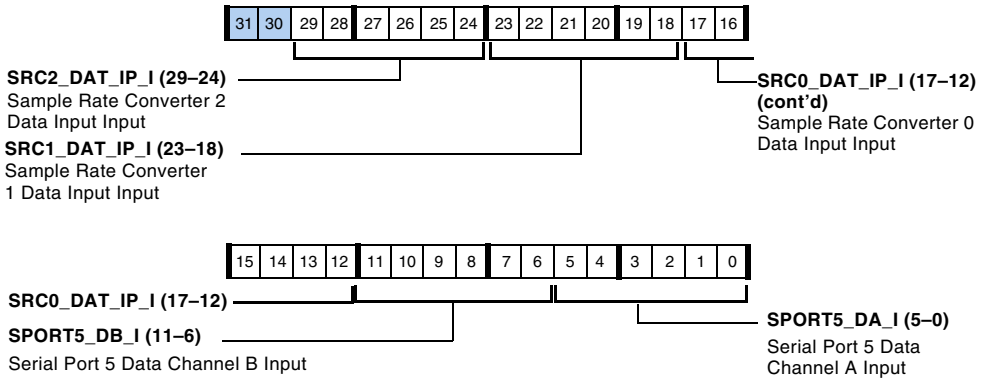 31 30 29 28 27 26 25 24 23 22 21 20 19 18 17 16
SRC2_DAT_IP_I (29–24)
Sample Rate Converter 2
Data Input Input
SRC1_DAT_IP_I (23–18)
Sample Rate Converter
1 Data Input Input
SRC0_DAT_IP_I (17–12)
(cont’d)
Sample Rate Converter 0
Data Input Input
15 14 13 12 11 10 9 8 7 6 5 4 3 2 1 0
SRC0_DAT_IP_I (17–12)
SPORT5_DB_I (11–6)
Serial Port 5 Data Channel B Input
SPORT5_DA_I (5–0)
Serial Port 5 Data
Channel A Input